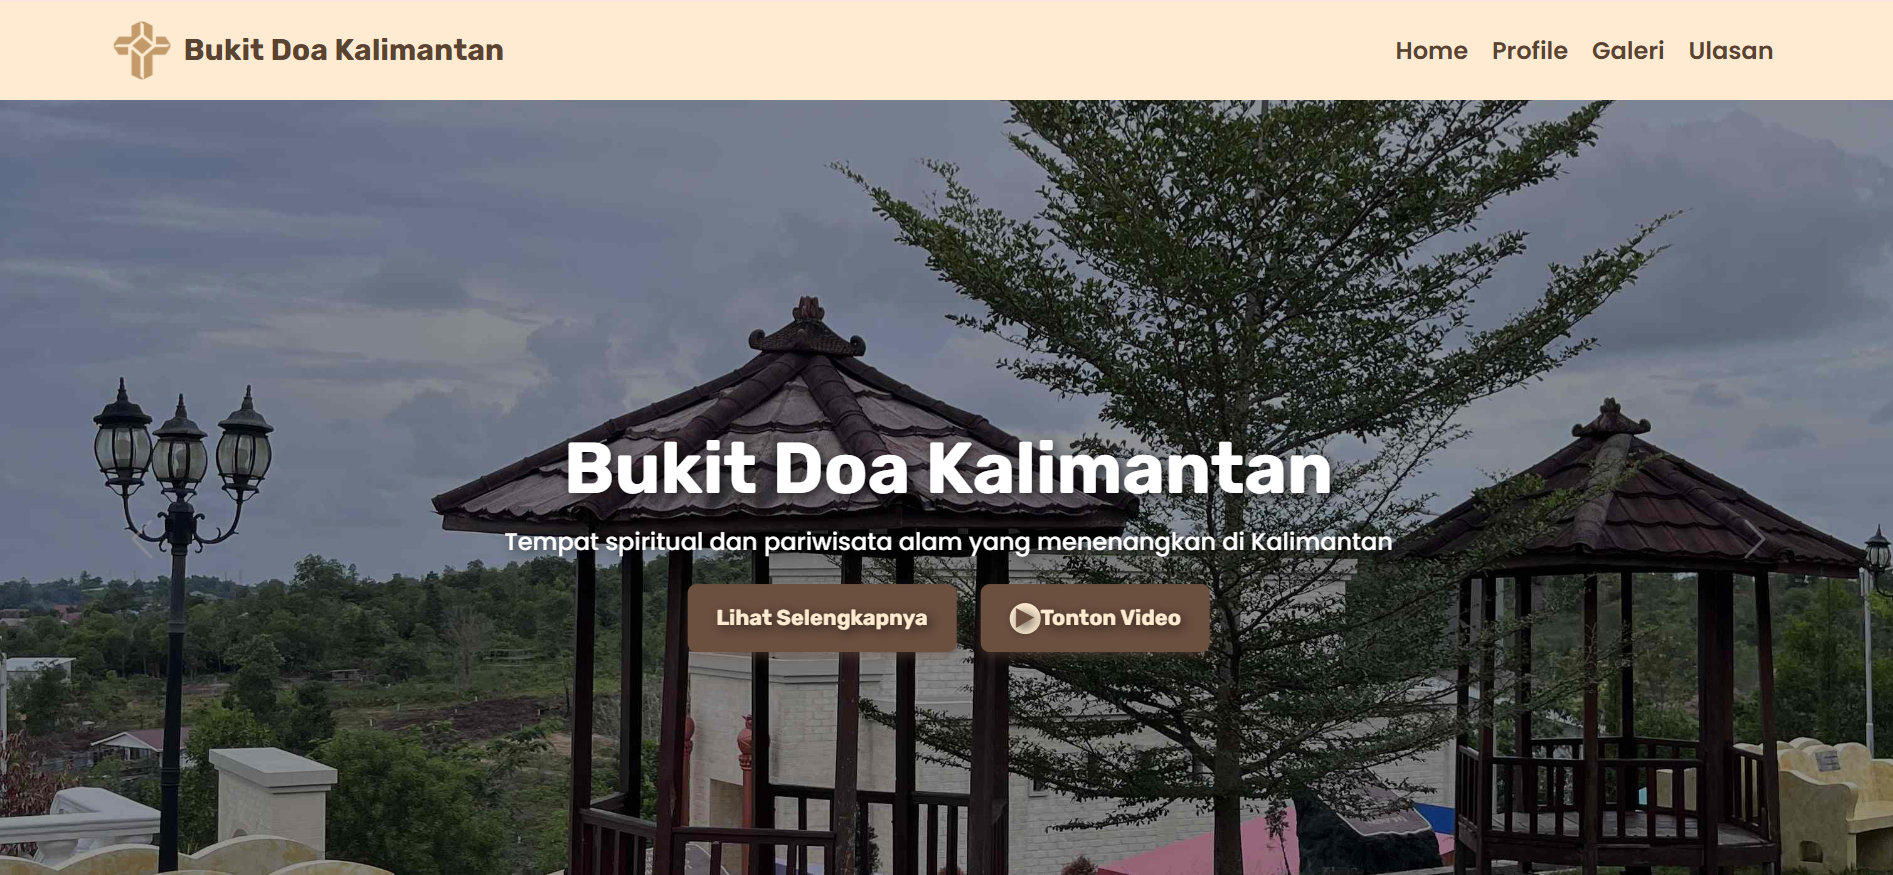 Bukit Doa Kalimantan
Home Profile Galeri Ulasan
Bukit Doa Kalimantan
Tempat spiritual dan pariwisata alam yang menenangkan di Kalimantan
Lihat Selengkapnya
Tonton Video